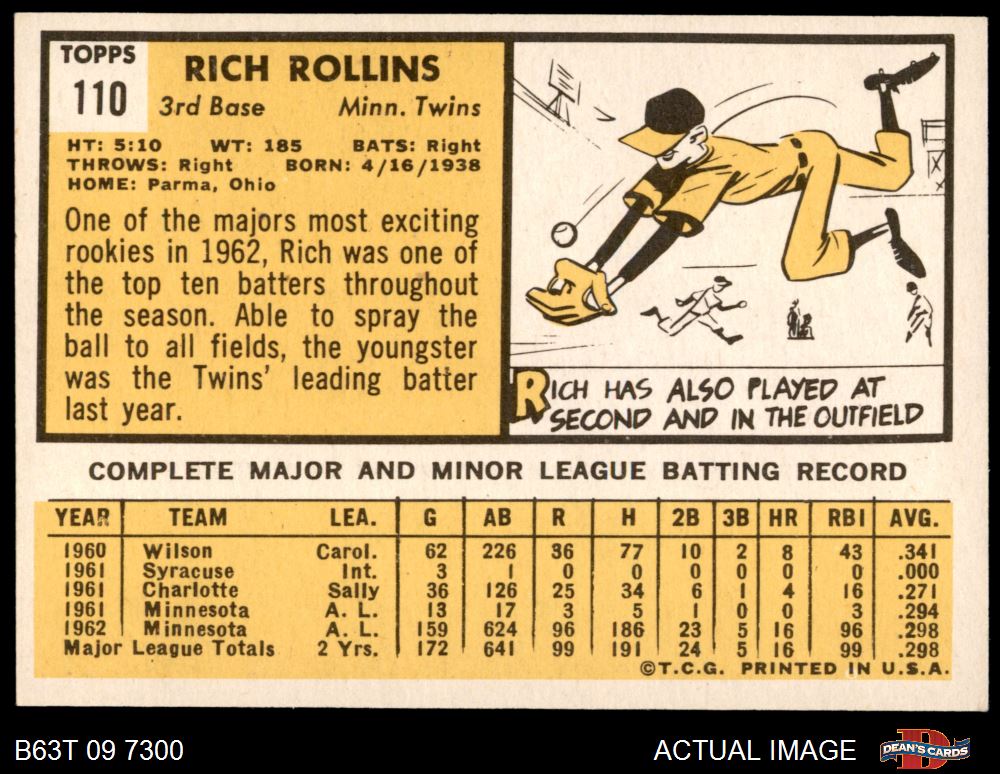 TOPPS
110
RICH ROLLINS
3rd Base Minn. Twins
HT: 5:10 WT: 185 BATS: Right
THROWS: Right BORN: 4/16/1938
HOME: Parma, Ohio
One of the majors most exciting
rookies in 1962, Rich was one of
the top ten batters throughout
the season. Able to spray the
ball to all fields, the youngster
was the Twins' leading batter
last year.
RICH HAS ALSO PLAYED AT
SECOND AND IN THE OUTFIELD
COMPLETE MAJOR AND MINOR LEAGUE BATTING RECORD
YEAR TEAM LEA. G AB R H 2B 3B HR RBI AVG.
1960 Wilson Carol. 62 226 36 77 10 2 8 43 .341
1961 Syracuse Int. 3 1 0 0 0 0 0 0 .000
1961 Charlotte Sally 36 126 25 34 6 1 4 16 .271
1961 Minnesota A. L. 13 17 3 5 1 0 0 3 .294
1962 Minnesota A. L. 159 624 96 186 23 5 16 96 .298
Major League Totals 2 Yrs. 172 641 99 191 24 5 16 99 .298
©T.C.G. PRINTED IN U.S.A.
B63T 09 7300 ACTUAL IMAGE DEAN'S CARDS